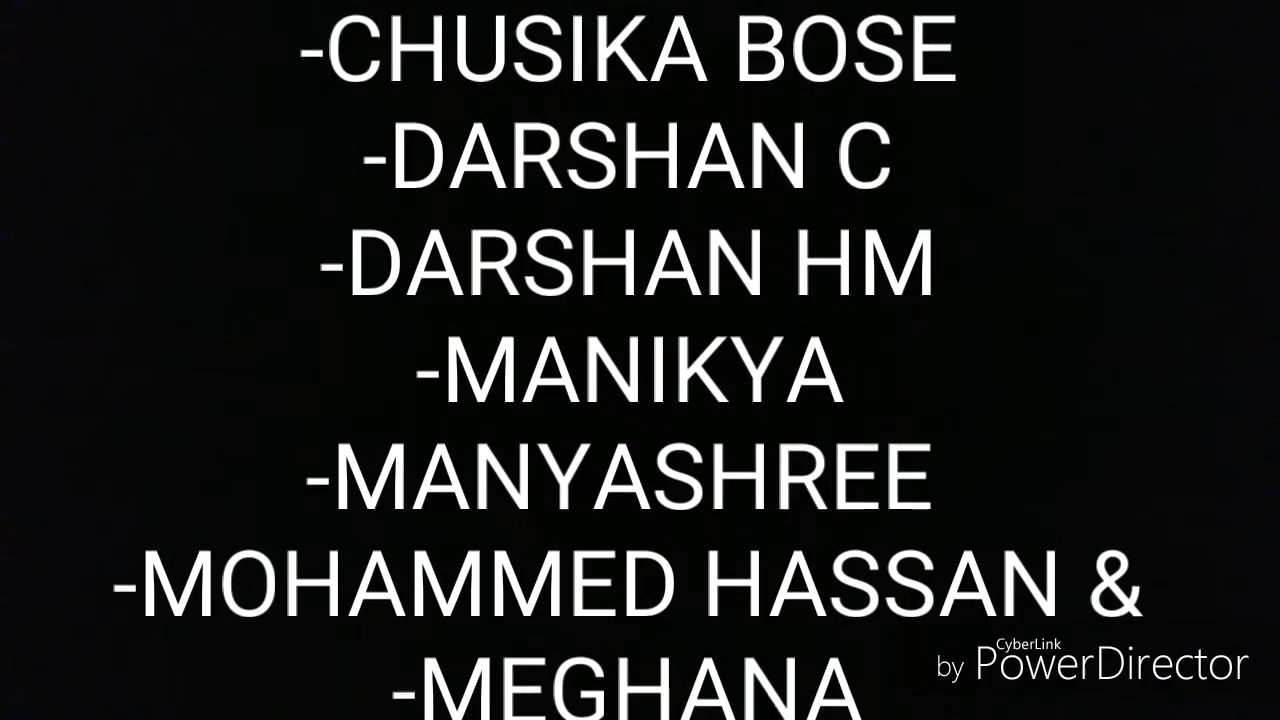 -CHUSIKA BOSE
-DARSHAN C
-DARSHAN HM
-MANIKYA
-MANYASHREE
-MOHAMMED HASSAN &
-MEGHANA
CyberLink
by PowerDirector